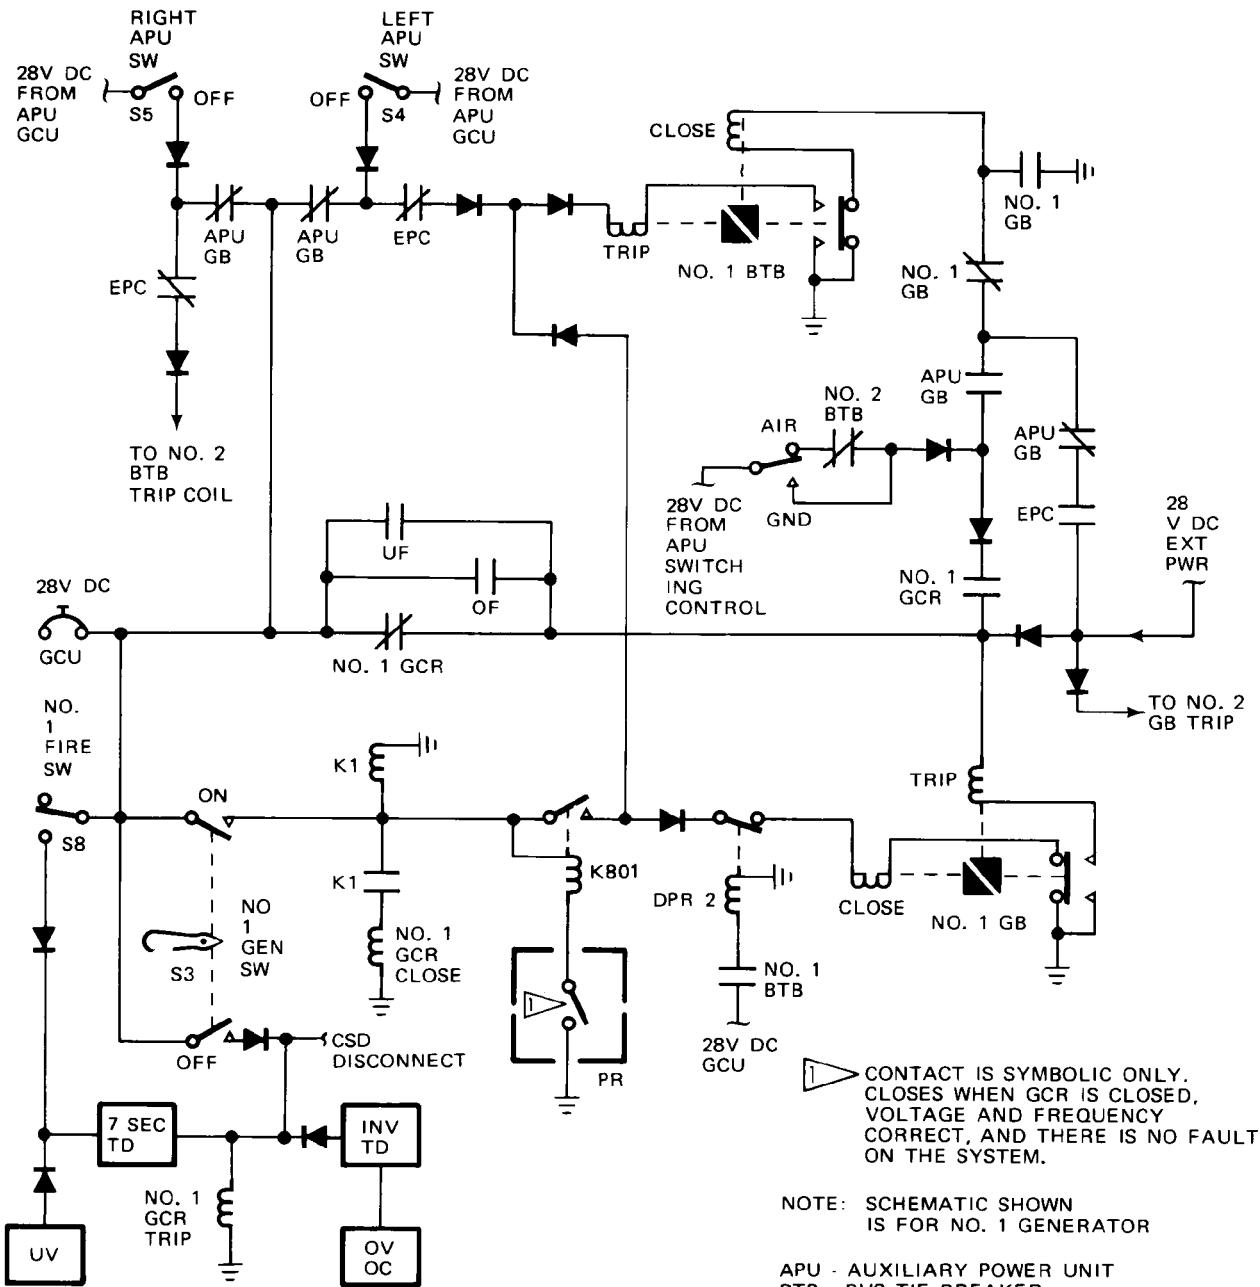 RIGHT
APU
SW
LEFT
APU
SW
28V DC
FROM
APU
GCU
S5
OFF
OFF
S4
28V DC
FROM
APU
GCU
CLOSE
NO. 1
GB
APU
GB
APU
GB
EPC
TRIP
NO. 1 BTB
NO. 1
GB
EPC
TO NO. 2
BTB
TRIP COIL
APU
GB
NO. 2
BTB
AIR
APU
GB
GND
28V DC
FROM
APU
SWITCH
ING
CONTROL
EPC
28
V DC
EXT
PWR
UF
OF
NO. 1
GCR
28V DC
GCU
NO. 1 GCR
TO NO. 2
GB TRIP
NO.
1
FIRE
SW
S8
ON
K1
TRIP
K1
K801
DPR 2
CLOSE
NO. 1 GB
NO
1
GEN
SW
S3
NO. 1
GCR
CLOSE
NO. 1
BTB
1
OFF
CSD
DISCONNECT
PR
28V DC
GCU
1
CONTACT IS SYMBOLIC ONLY.
CLOSES WHEN GCR IS CLOSED,
VOLTAGE AND FREQUENCY
CORRECT, AND THERE IS NO FAULT
ON THE SYSTEM.
7 SEC
TD
INV
TD
NO. 1
GCR
TRIP
UV
OV
OC
NOTE: SCHEMATIC SHOWN
IS FOR NO. 1 GENERATOR
APU - AUXILIARY POWER UNIT